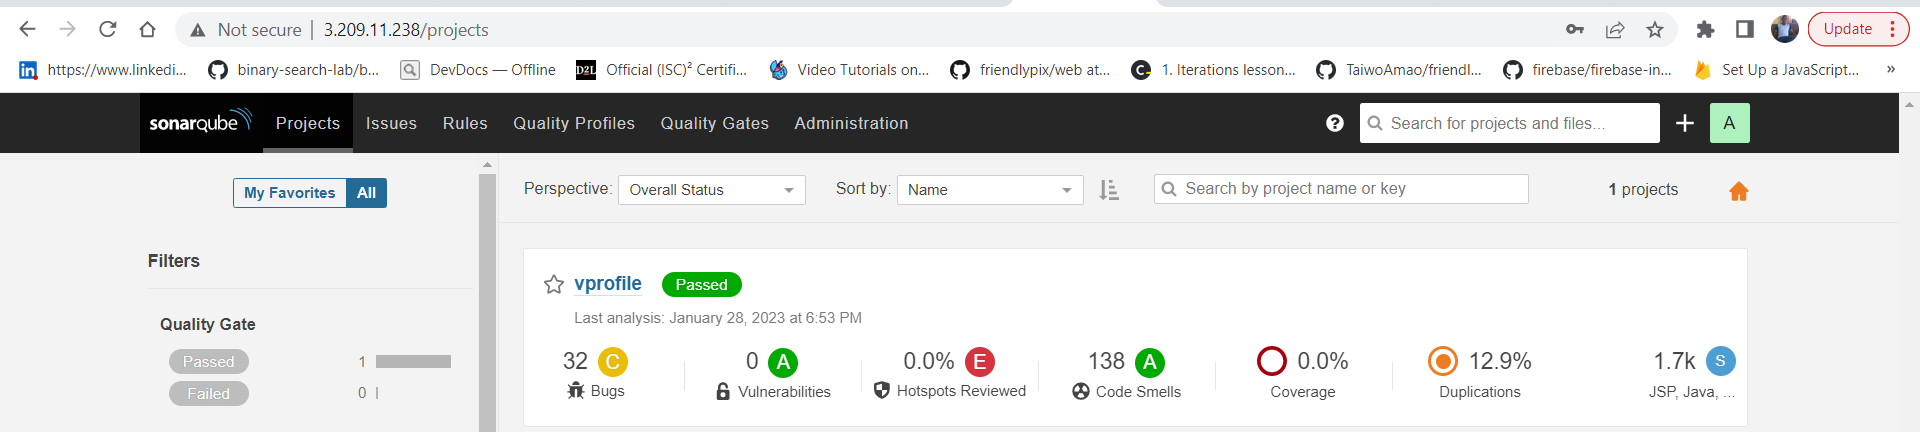 Not secure | 3.209.11.238/projects Update
https://www.linkedi... binary-search-lab/b... DevDocs — Offline Official (ISC)² Certifi... Video Tutorials on... friendlypix/web at... 1. Iterations lesson... TaiwoAmao/friendl... firebase/firebase-in... Set Up a JavaScript... »
sonarqube Projects Issues Rules Quality Profiles Quality Gates Administration ? Search for projects and files... + A
My Favorites All Perspective: Overall Status Sort by: Name Search by project name or key 1 projects
Filters
vprofile Passed
Last analysis: January 28, 2023 at 6:53 PM
Quality Gate
Passed 1
Failed 0
32 C 0 A 0.0% E 138 A 0.0% 12.9% 1.7k S
Bugs Vulnerabilities Hotspots Reviewed Code Smells Coverage Duplications JSP, Java, ...